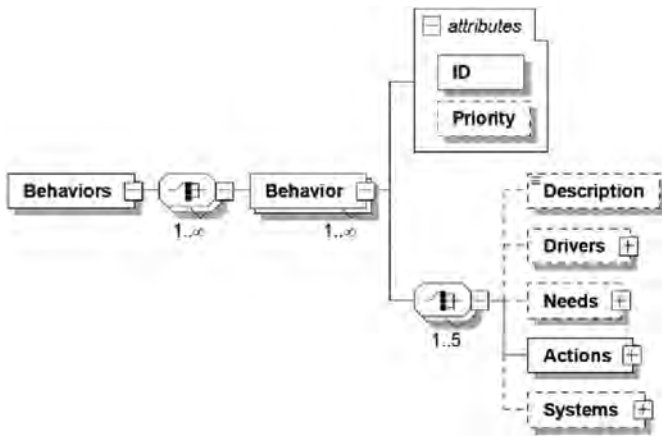 attributes
ID
Priority
Behaviors
Behavior
1..∞
1..∞
Description
Drivers
Needs
1..5
Actions
Systems